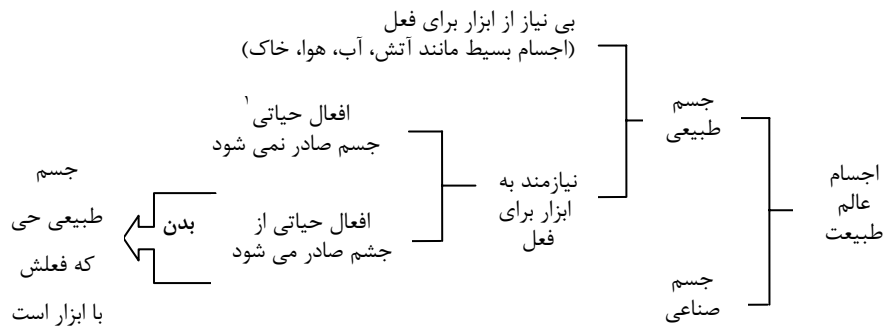 اجسام
عالم
طبیعت
جسم
طبیعی
جسم
صناعی
بی نیاز از ابزار برای فعل
(اجسام بسیط مانند آتش، آب، هوا، خاک)
نیازمند به
ابزار برای
فعل
افعال حیاتی۱
جسم صادر نمی شود
افعال حیاتی از
جشم صادر می شود
بدن
جسم
طبیعی حی
که فعلش
با ابزار است